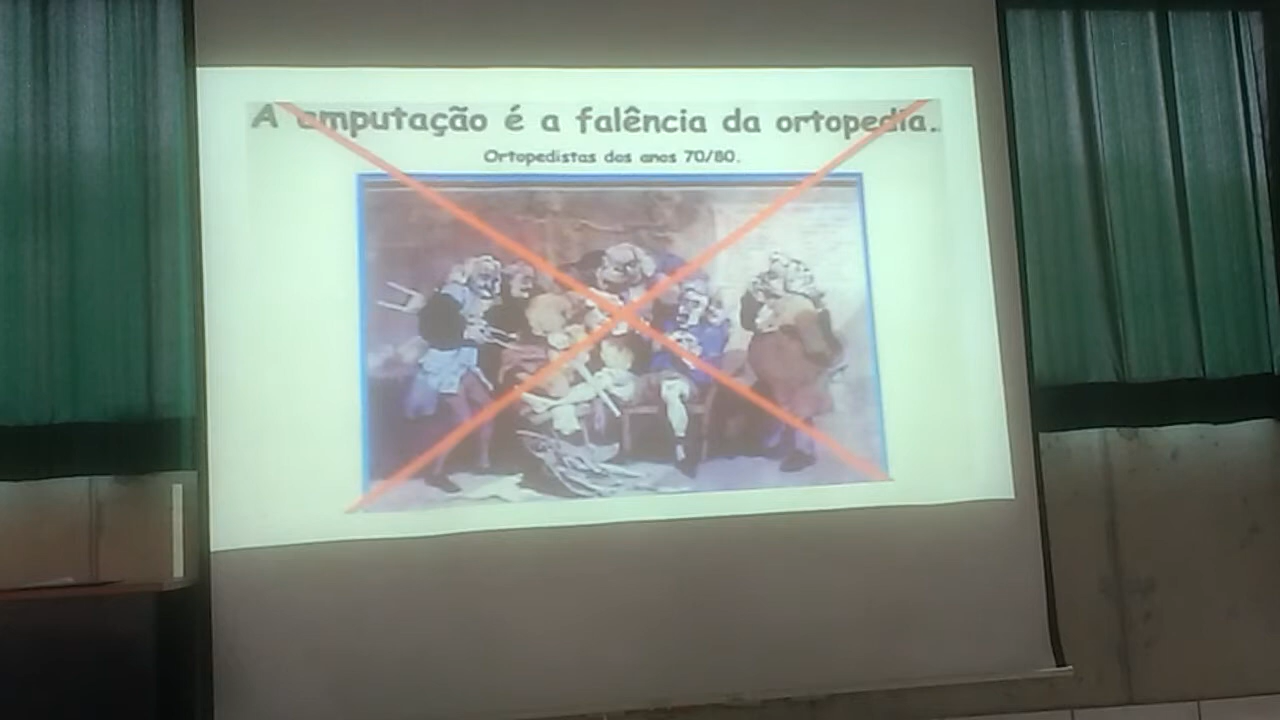 A amputação é a falência da ortopedia.
Ortopedistas dos anos 70/80.